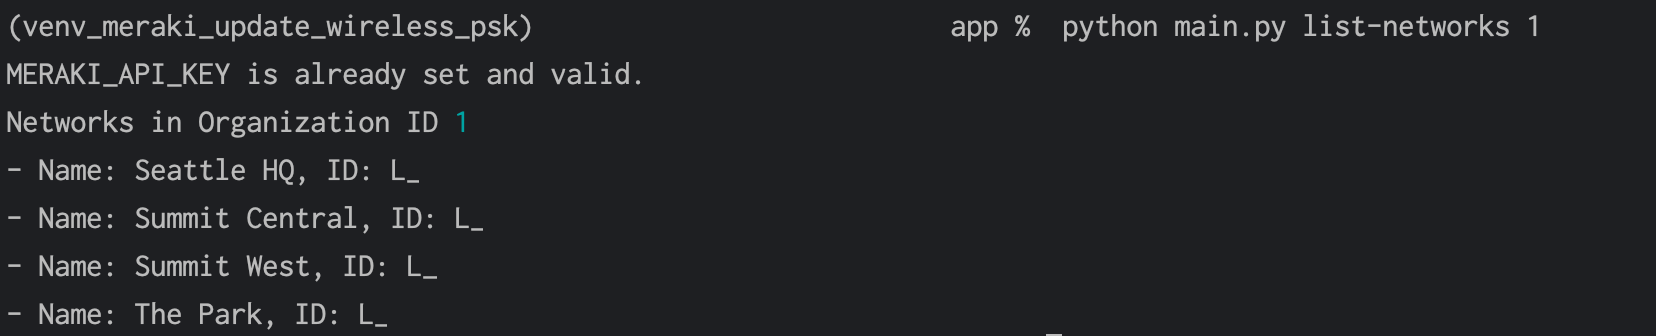 (venv_meraki_update_wireless_psk) app % python main.py list-networks 1
MERAKI_API_KEY is already set and valid.
Networks in Organization ID 1
- Name: Seattle HQ, ID: L_
- Name: Summit Central, ID: L_
- Name: Summit West, ID: L_
- Name: The Park, ID: L_